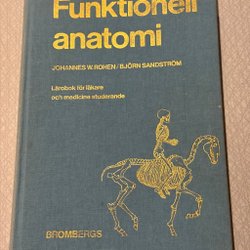 Funktionell
anatomi
JOHANNES W. ROHEN/BJÖRN SANDSTRÖM
Lärobok för läkare
och medicine studerande
BROMBERGS